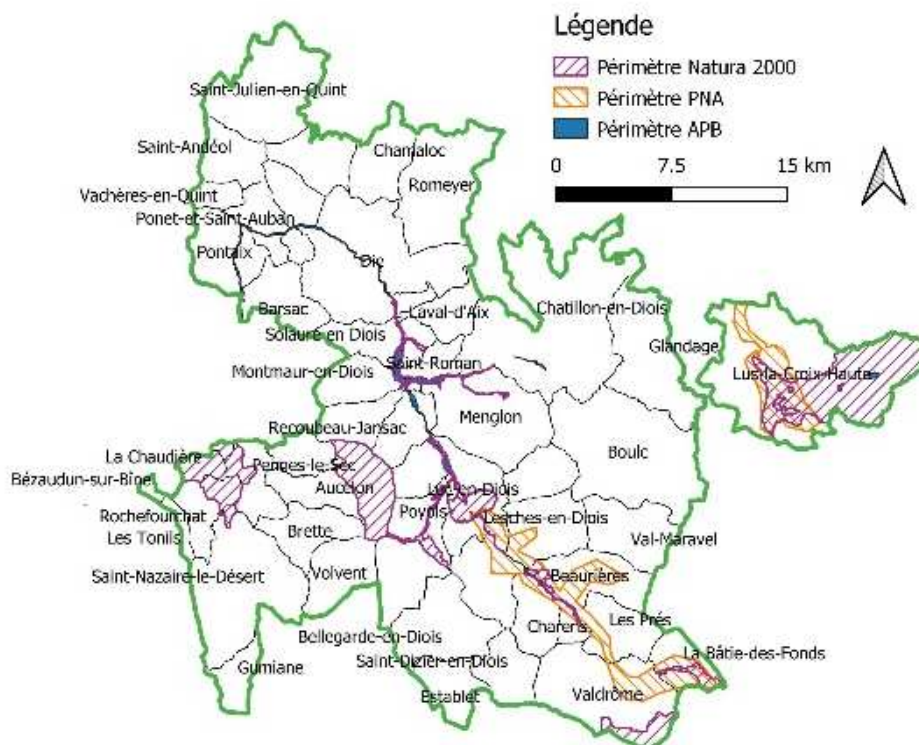 Légende
Périmètre Natura 2000
Périmètre PNA
Périmètre APB
0 7.5 15 km
Saint-Julien-en-Quint
Saint-Andéol
Chamaloc
Romeyer
Vachères-en-Quint
Ponet-et-Saint-Auban
Pontaix
Die
Barsac
Laval-d'Aix
Chatillon-en-Diois
Solaure en Diois
Glandage
Saint-Roman
Montmaur-en-Diois
Lus-la-Croix-Haute
Menglon
Recoubeau-Jansac
Boulc
La Chaudière
Pennes-le-Sec
Bézaudun-sur-Bîne
Aucelon
Luc-en-Diois
Poyols
Rochefourchat
Lesches-en-Diois
Les Tonils
Brette
Val-Maravel
Saint-Nazaire-le-Désert
Volvent
Beaurières
Charens
Les Prés
Bellegarde-en-Diois
La Bâtie-des-Fonds
Gumiane
Saint-Dizier-en-Diois
Establet
Valdrôme